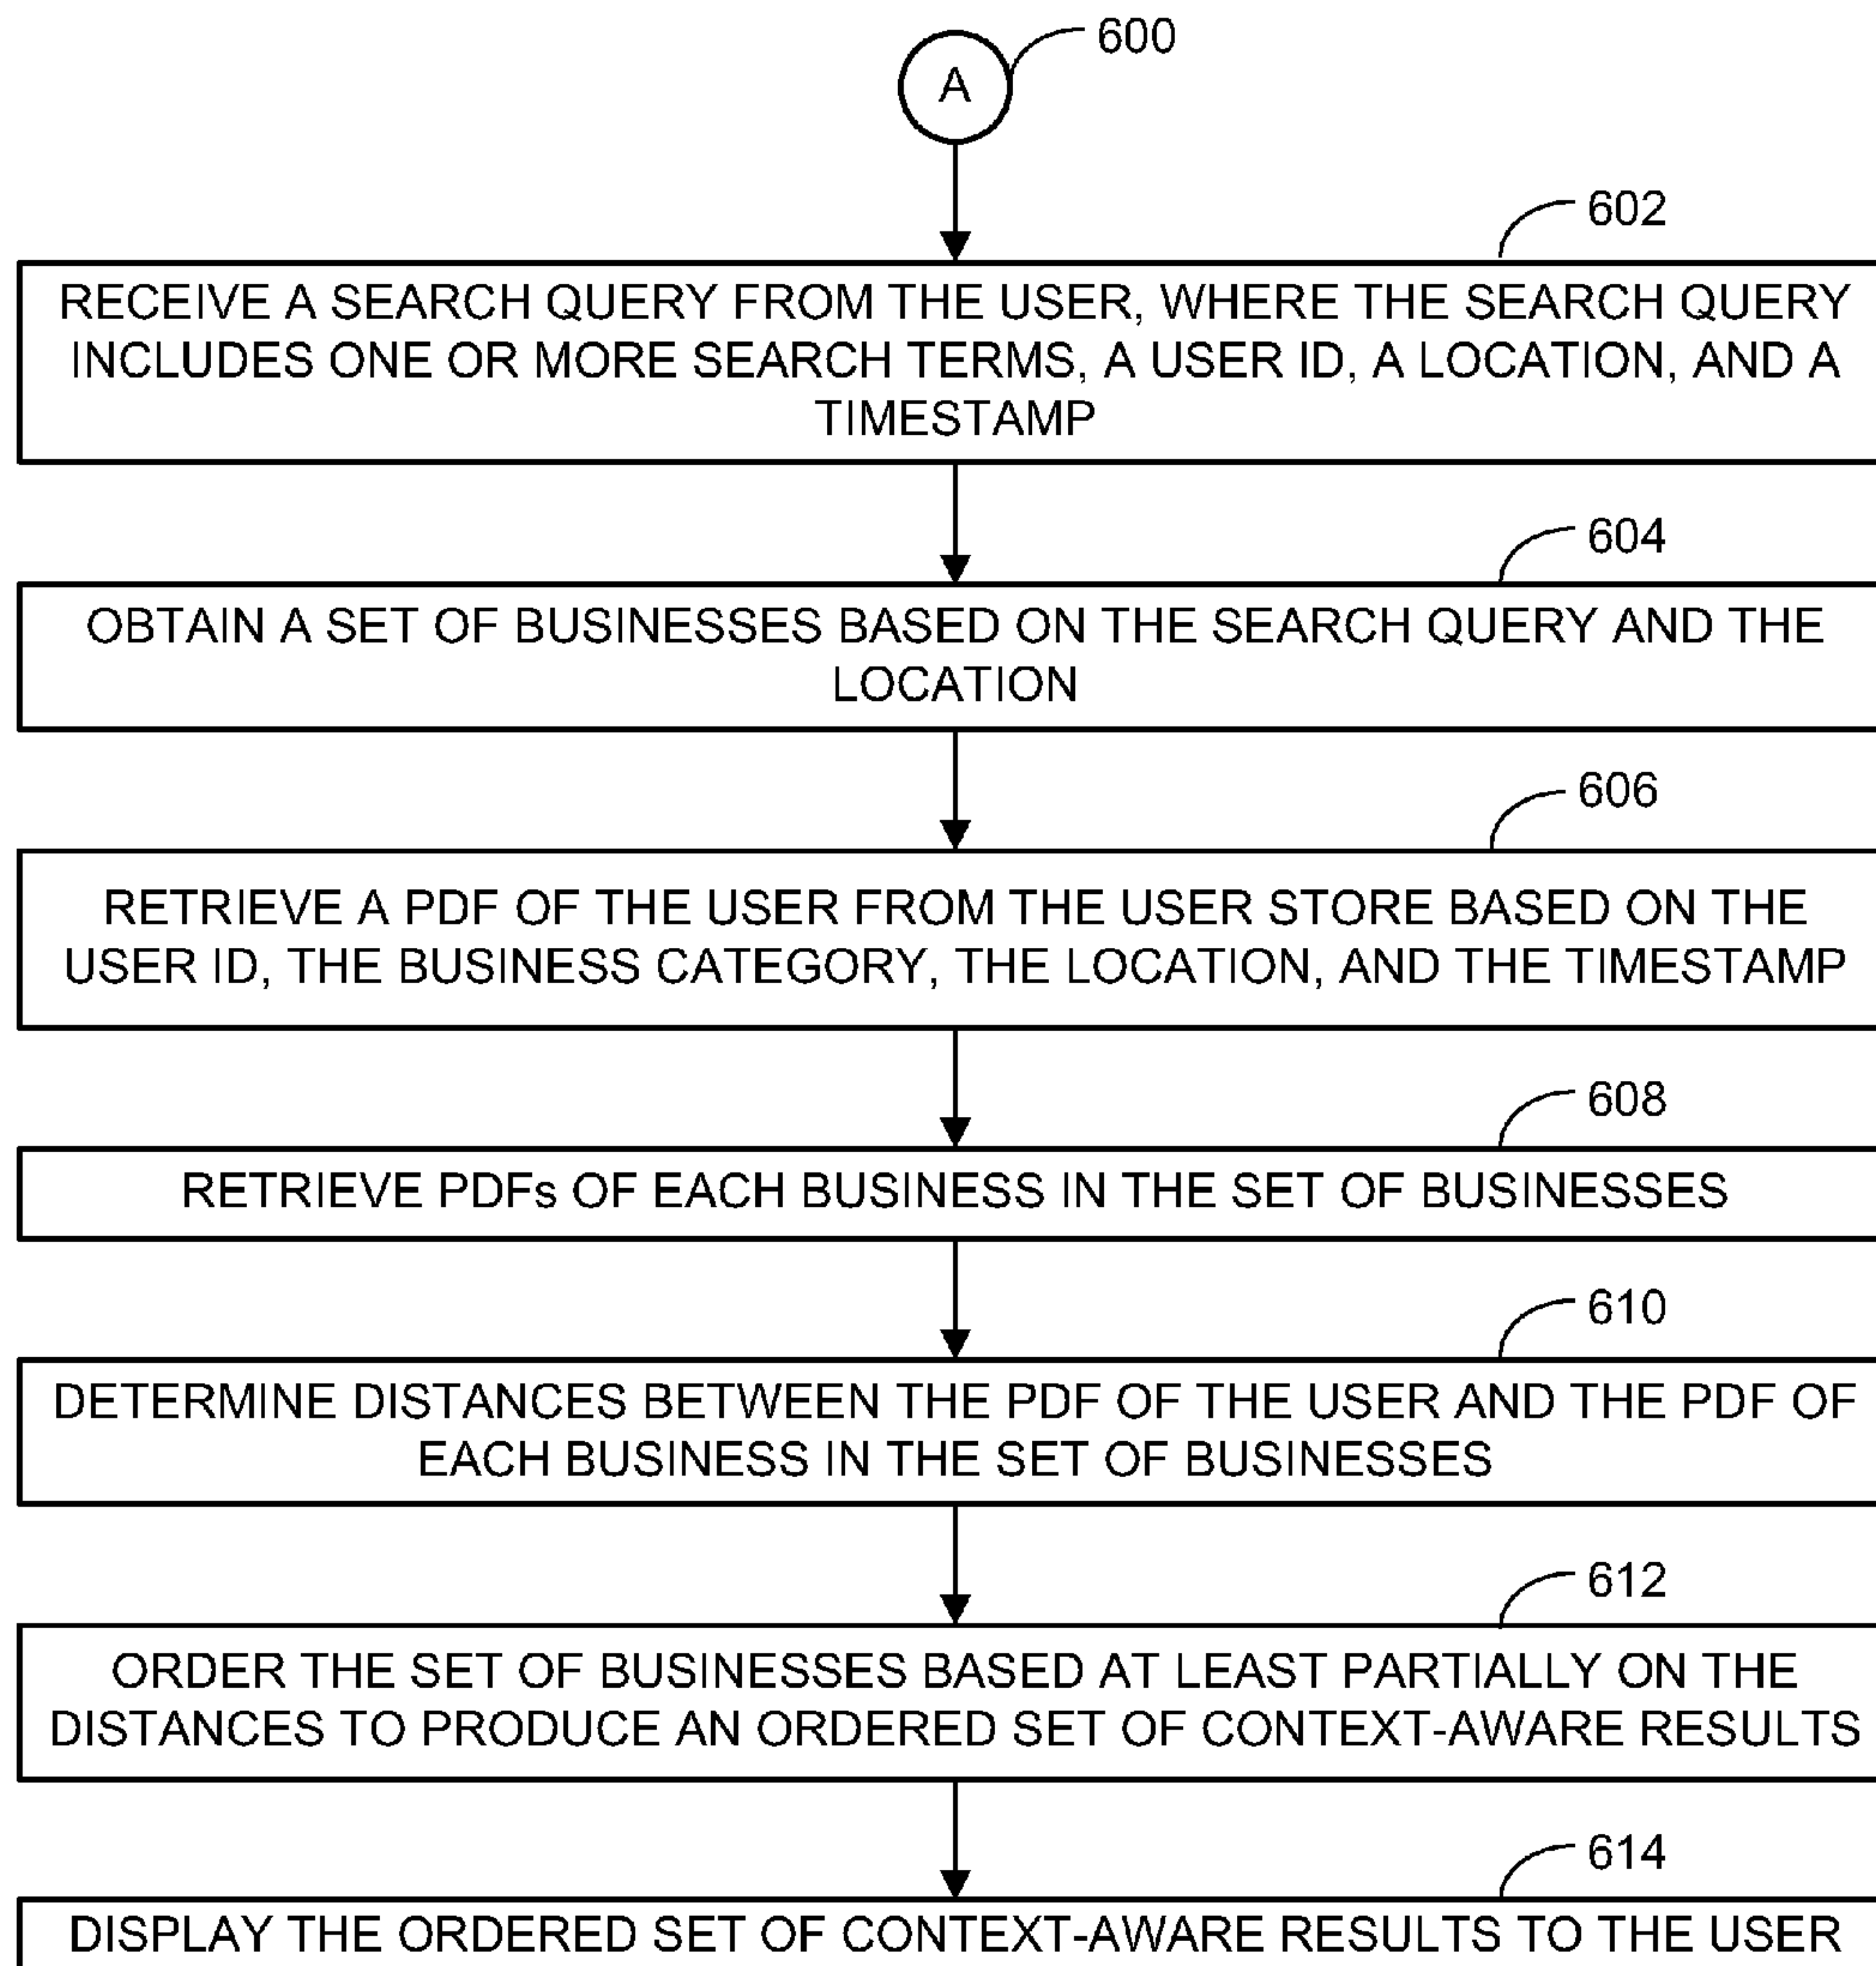 A
600
602
RECEIVE A SEARCH QUERY FROM THE USER, WHERE THE SEARCH QUERY
INCLUDES ONE OR MORE SEARCH TERMS, A USER ID, A LOCATION, AND A
TIMESTAMP
604
OBTAIN A SET OF BUSINESSES BASED ON THE SEARCH QUERY AND THE
LOCATION
606
RETRIEVE A PDF OF THE USER FROM THE USER STORE BASED ON THE
USER ID, THE BUSINESS CATEGORY, THE LOCATION, AND THE TIMESTAMP
608
RETRIEVE PDFs OF EACH BUSINESS IN THE SET OF BUSINESSES
610
DETERMINE DISTANCES BETWEEN THE PDF OF THE USER AND THE PDF OF
EACH BUSINESS IN THE SET OF BUSINESSES
612
ORDER THE SET OF BUSINESSES BASED AT LEAST PARTIALLY ON THE
DISTANCES TO PRODUCE AN ORDERED SET OF CONTEXT-AWARE RESULTS
614
DISPLAY THE ORDERED SET OF CONTEXT-AWARE RESULTS TO THE USER